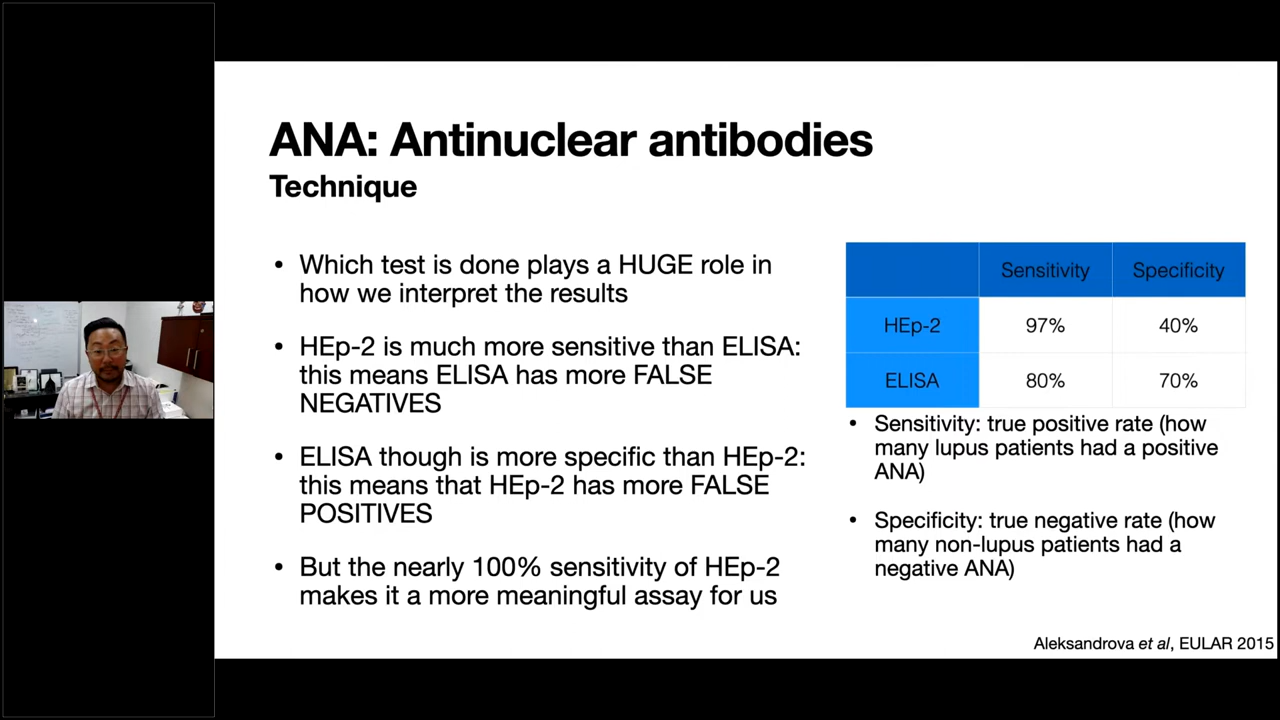 ANA: Antinuclear antibodies
Technique
• Which test is done plays a HUGE role in
how we interpret the results
• HEp-2 is much more sensitive than ELISA:
this means ELISA has more FALSE
NEGATIVES
• ELISA though is more specific than HEp-2:
this means that HEp-2 has more FALSE
POSITIVES
• But the nearly 100% sensitivity of HEp-2
makes it a more meaningful assay for us
Sensitivity Specificity
HEp-2 97% 40%
ELISA 80% 70%
• Sensitivity: true positive rate (how
many lupus patients had a positive
ANA)
• Specificity: true negative rate (how
many non-lupus patients had a
negative ANA)
Aleksandrova et al, EULAR 2015